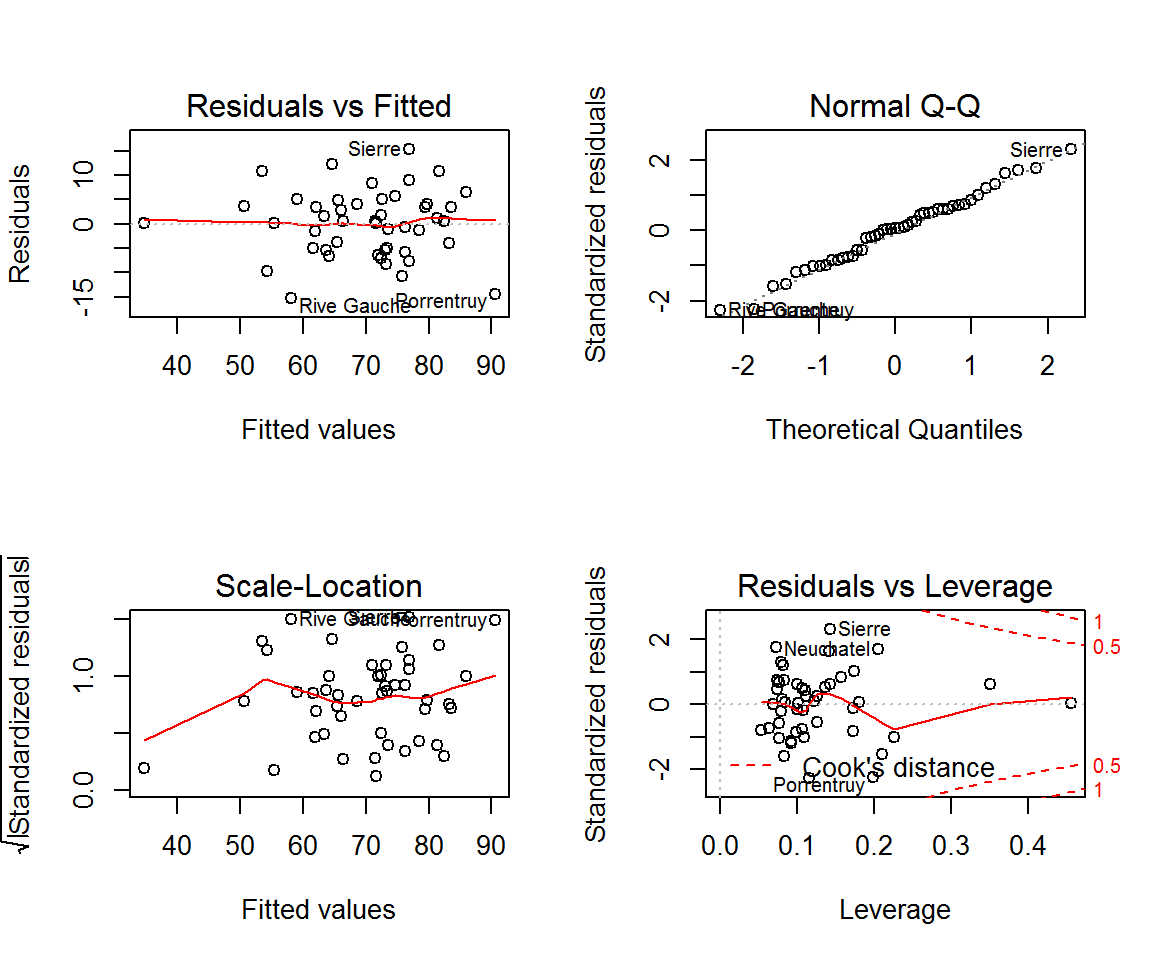 Residuals vs Fitted
Residuals
10
0
-15
Sierre
Rive Gauche
Porrentruy
40 50 60 70 80 90
Fitted values
Normal Q-Q
Standardized residuals
2
0
-2
Sierre
Rive Gauche
Porrentruy
-2 -1 0 1 2
Theoretical Quantiles
Scale-Location
√|Standardized residuals|
1.0
0.0
Rive Gauche
Sierre
Porrentruy
40 50 60 70 80 90
Fitted values
Residuals vs Leverage
Standardized residuals
2
0
-2
Sierre
Neuchatel
Porrentruy
Cook's distance
1
0.5
0.5
1
0.0 0.1 0.2 0.3 0.4
Leverage